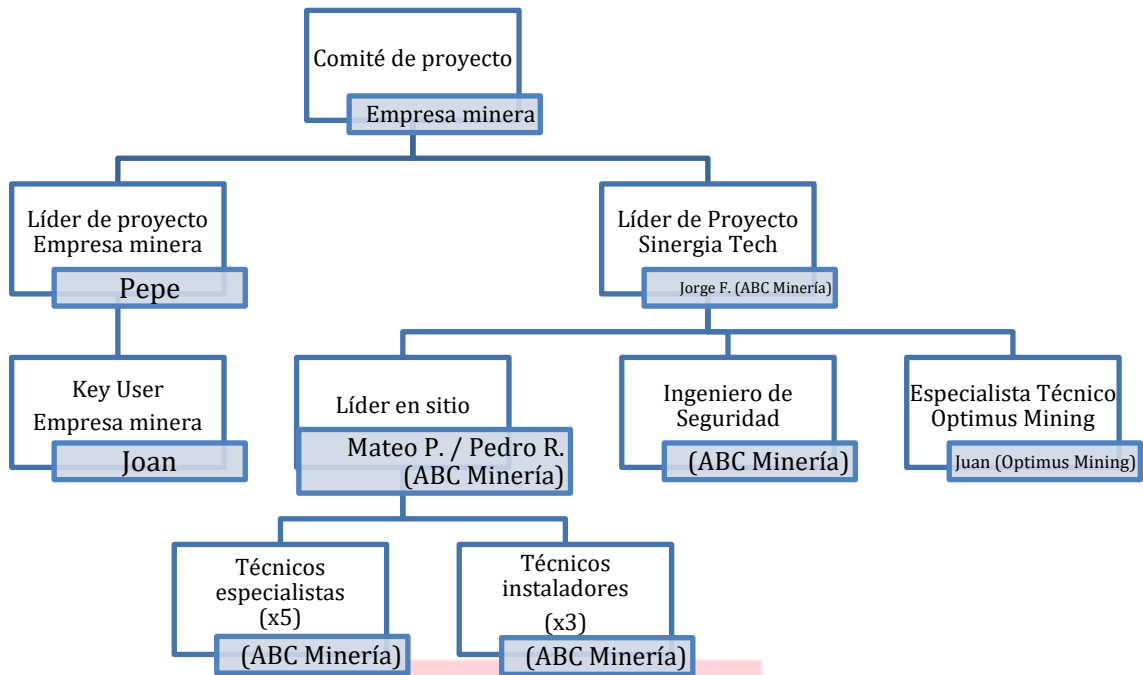 Comité de proyecto
Empresa minera
Líder de proyecto
Empresa minera
Pepe
Líder de Proyecto
Sinergia Tech
Jorge F. (ABC Minería)
Key User
Empresa minera
Joan
Líder en sitio
Mateo P. / Pedro R.
(ABC Minería)
Ingeniero de
Seguridad
(ABC Minería)
Especialista Técnico
Optimus Mining
Juan (Optimus Mining)
Técnicos
especialistas
(x5)
(ABC Minería)
Técnicos
instaladores
(x3)
(ABC Minería)